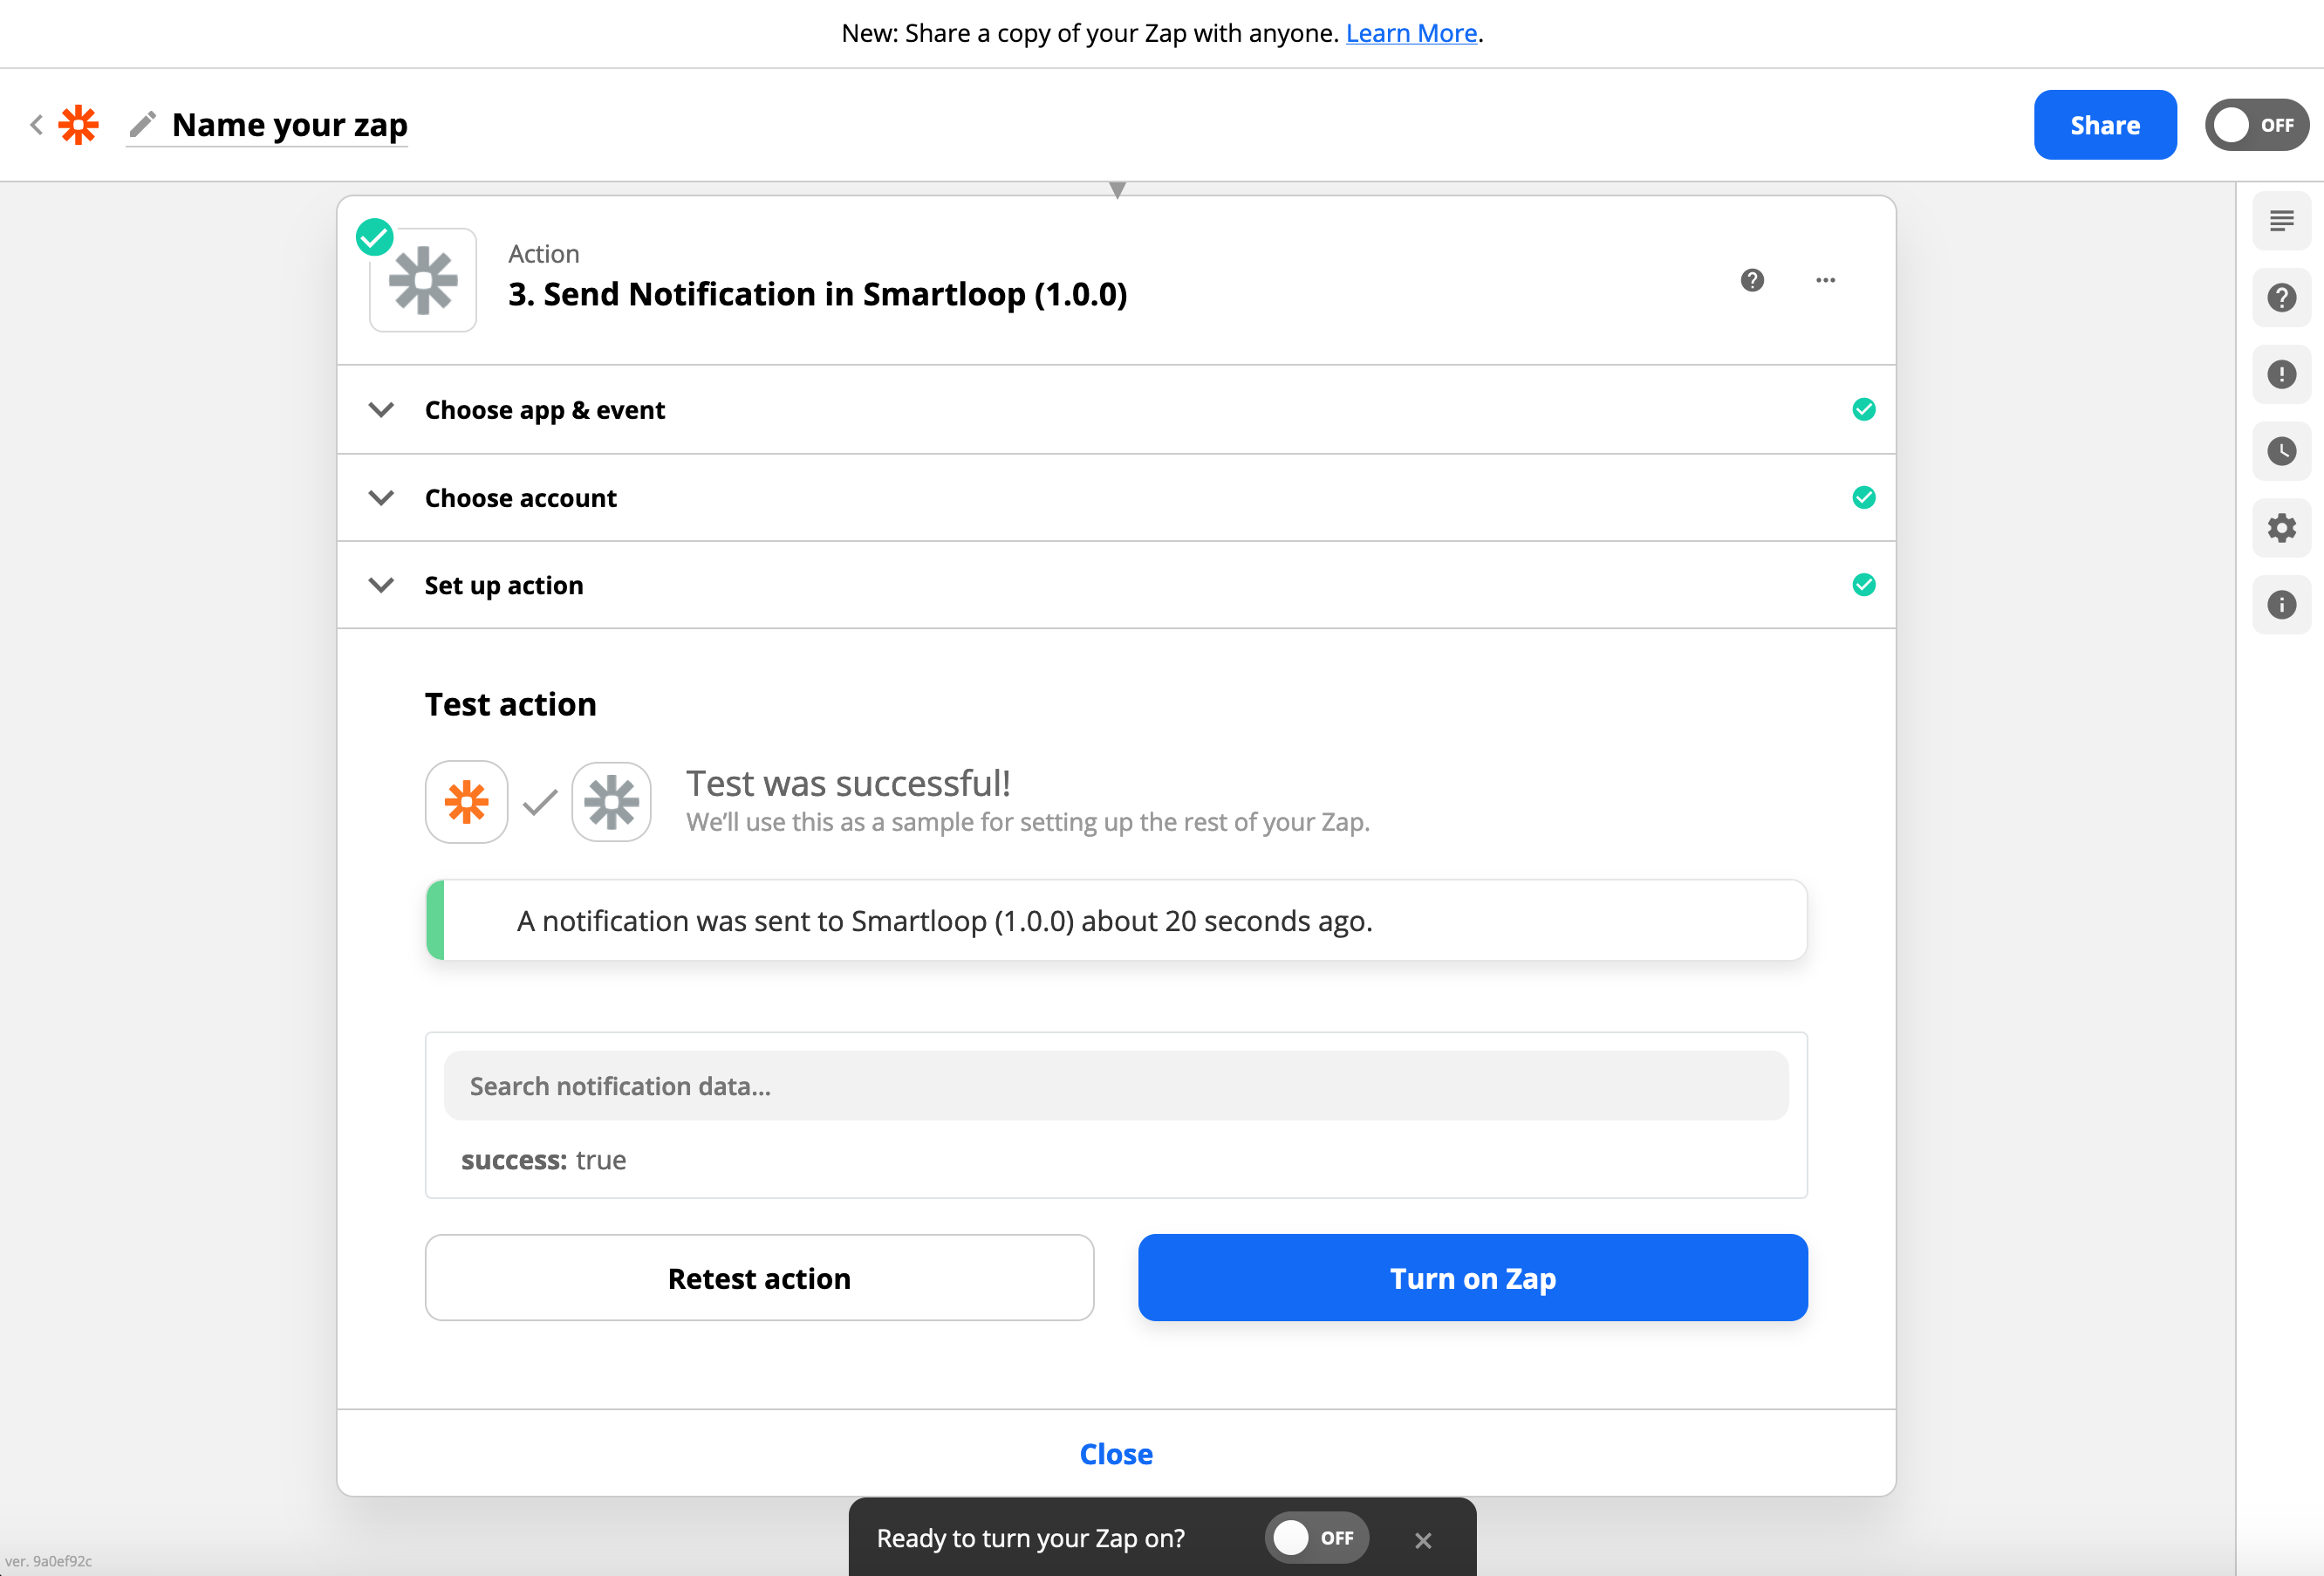 New: Share a copy of your Zap with anyone. Learn More.
Name your zap
Share
OFF
Action
3. Send Notification in Smartloop (1.0.0)
Choose app & event
Choose account
Set up action
Test action
Test was successful!
We’ll use this as a sample for setting up the rest of your Zap.
A notification was sent to Smartloop (1.0.0) about 20 seconds ago.
Search notification data...
success: true
Retest action
Turn on Zap
Close
Ready to turn your Zap on?
OFF
ver. 9a0ef92c